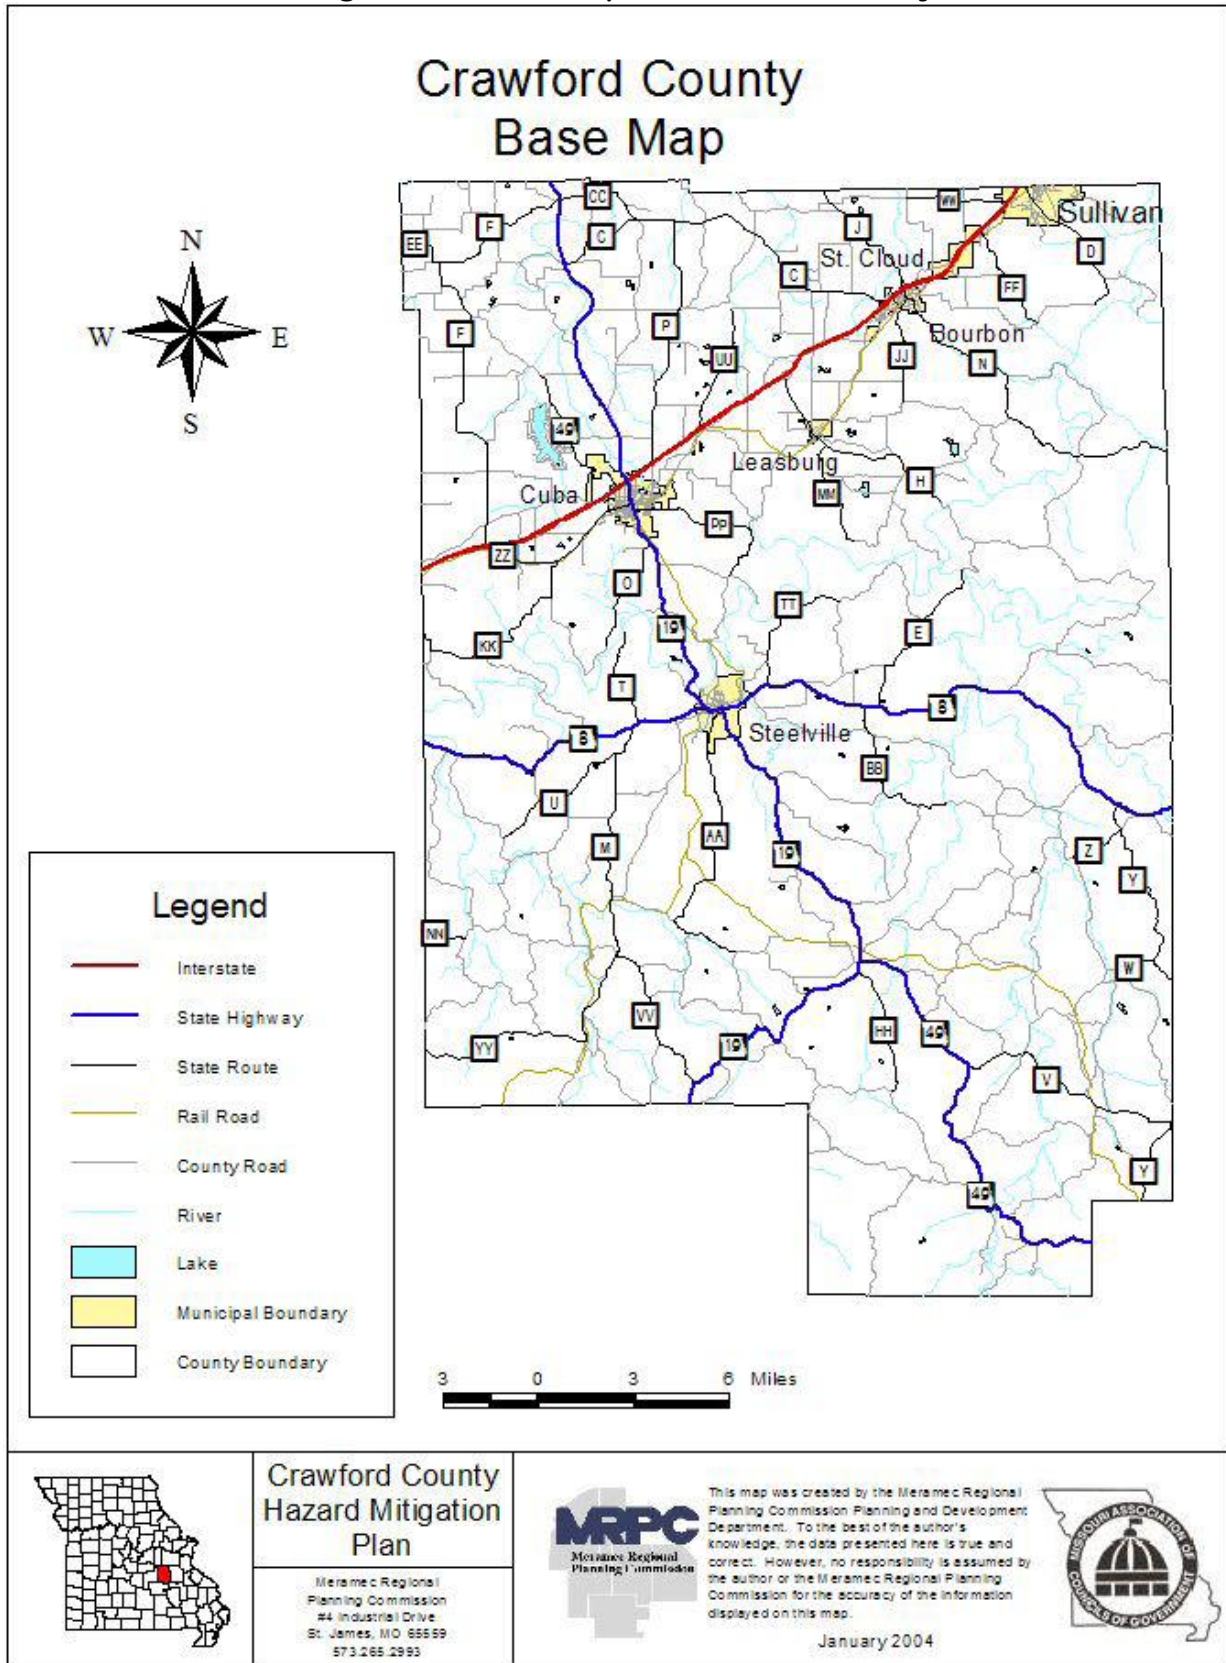 Crawford County
Base Map
N
W E
S
CC
F
C
EE
J
WW
Sullivan
D
St. Cloud
C
FF
F
P
Bourbon
UU
JJ
N
49
Leasburg
Cuba
MM
H
PP
ZZ
O
TT
19
E
KK
T
8
8
Steelville
BB
U
M
AA
19
Z
Y
NN
W
VV
HH
49
YY
19
V
Y
49
Legend
Interstate
State Highway
State Route
Rail Road
County Road
River
Lake
Municipal Boundary
County Boundary
3 0 3 6 Miles
Crawford County
Hazard Mitigation
Plan
Meramec Regional
Planning Commission
#4 Industrial Drive
St. James, MO 65559
573.265.2993
MRPC
Meramec Regional
Planning Commission
This map was created by the Meramec Regional
Planning Commission Planning and Development
Department. To the best of the author's
knowledge, the data presented here is true and
correct. However, no responsibility is assumed by
the author or the Meramec Regional Planning
Commission for the accuracy of the information
displayed on this map.
January 2004
MISSOURI ASSOCIATION OF
COUNCILS OF GOVERNMENT